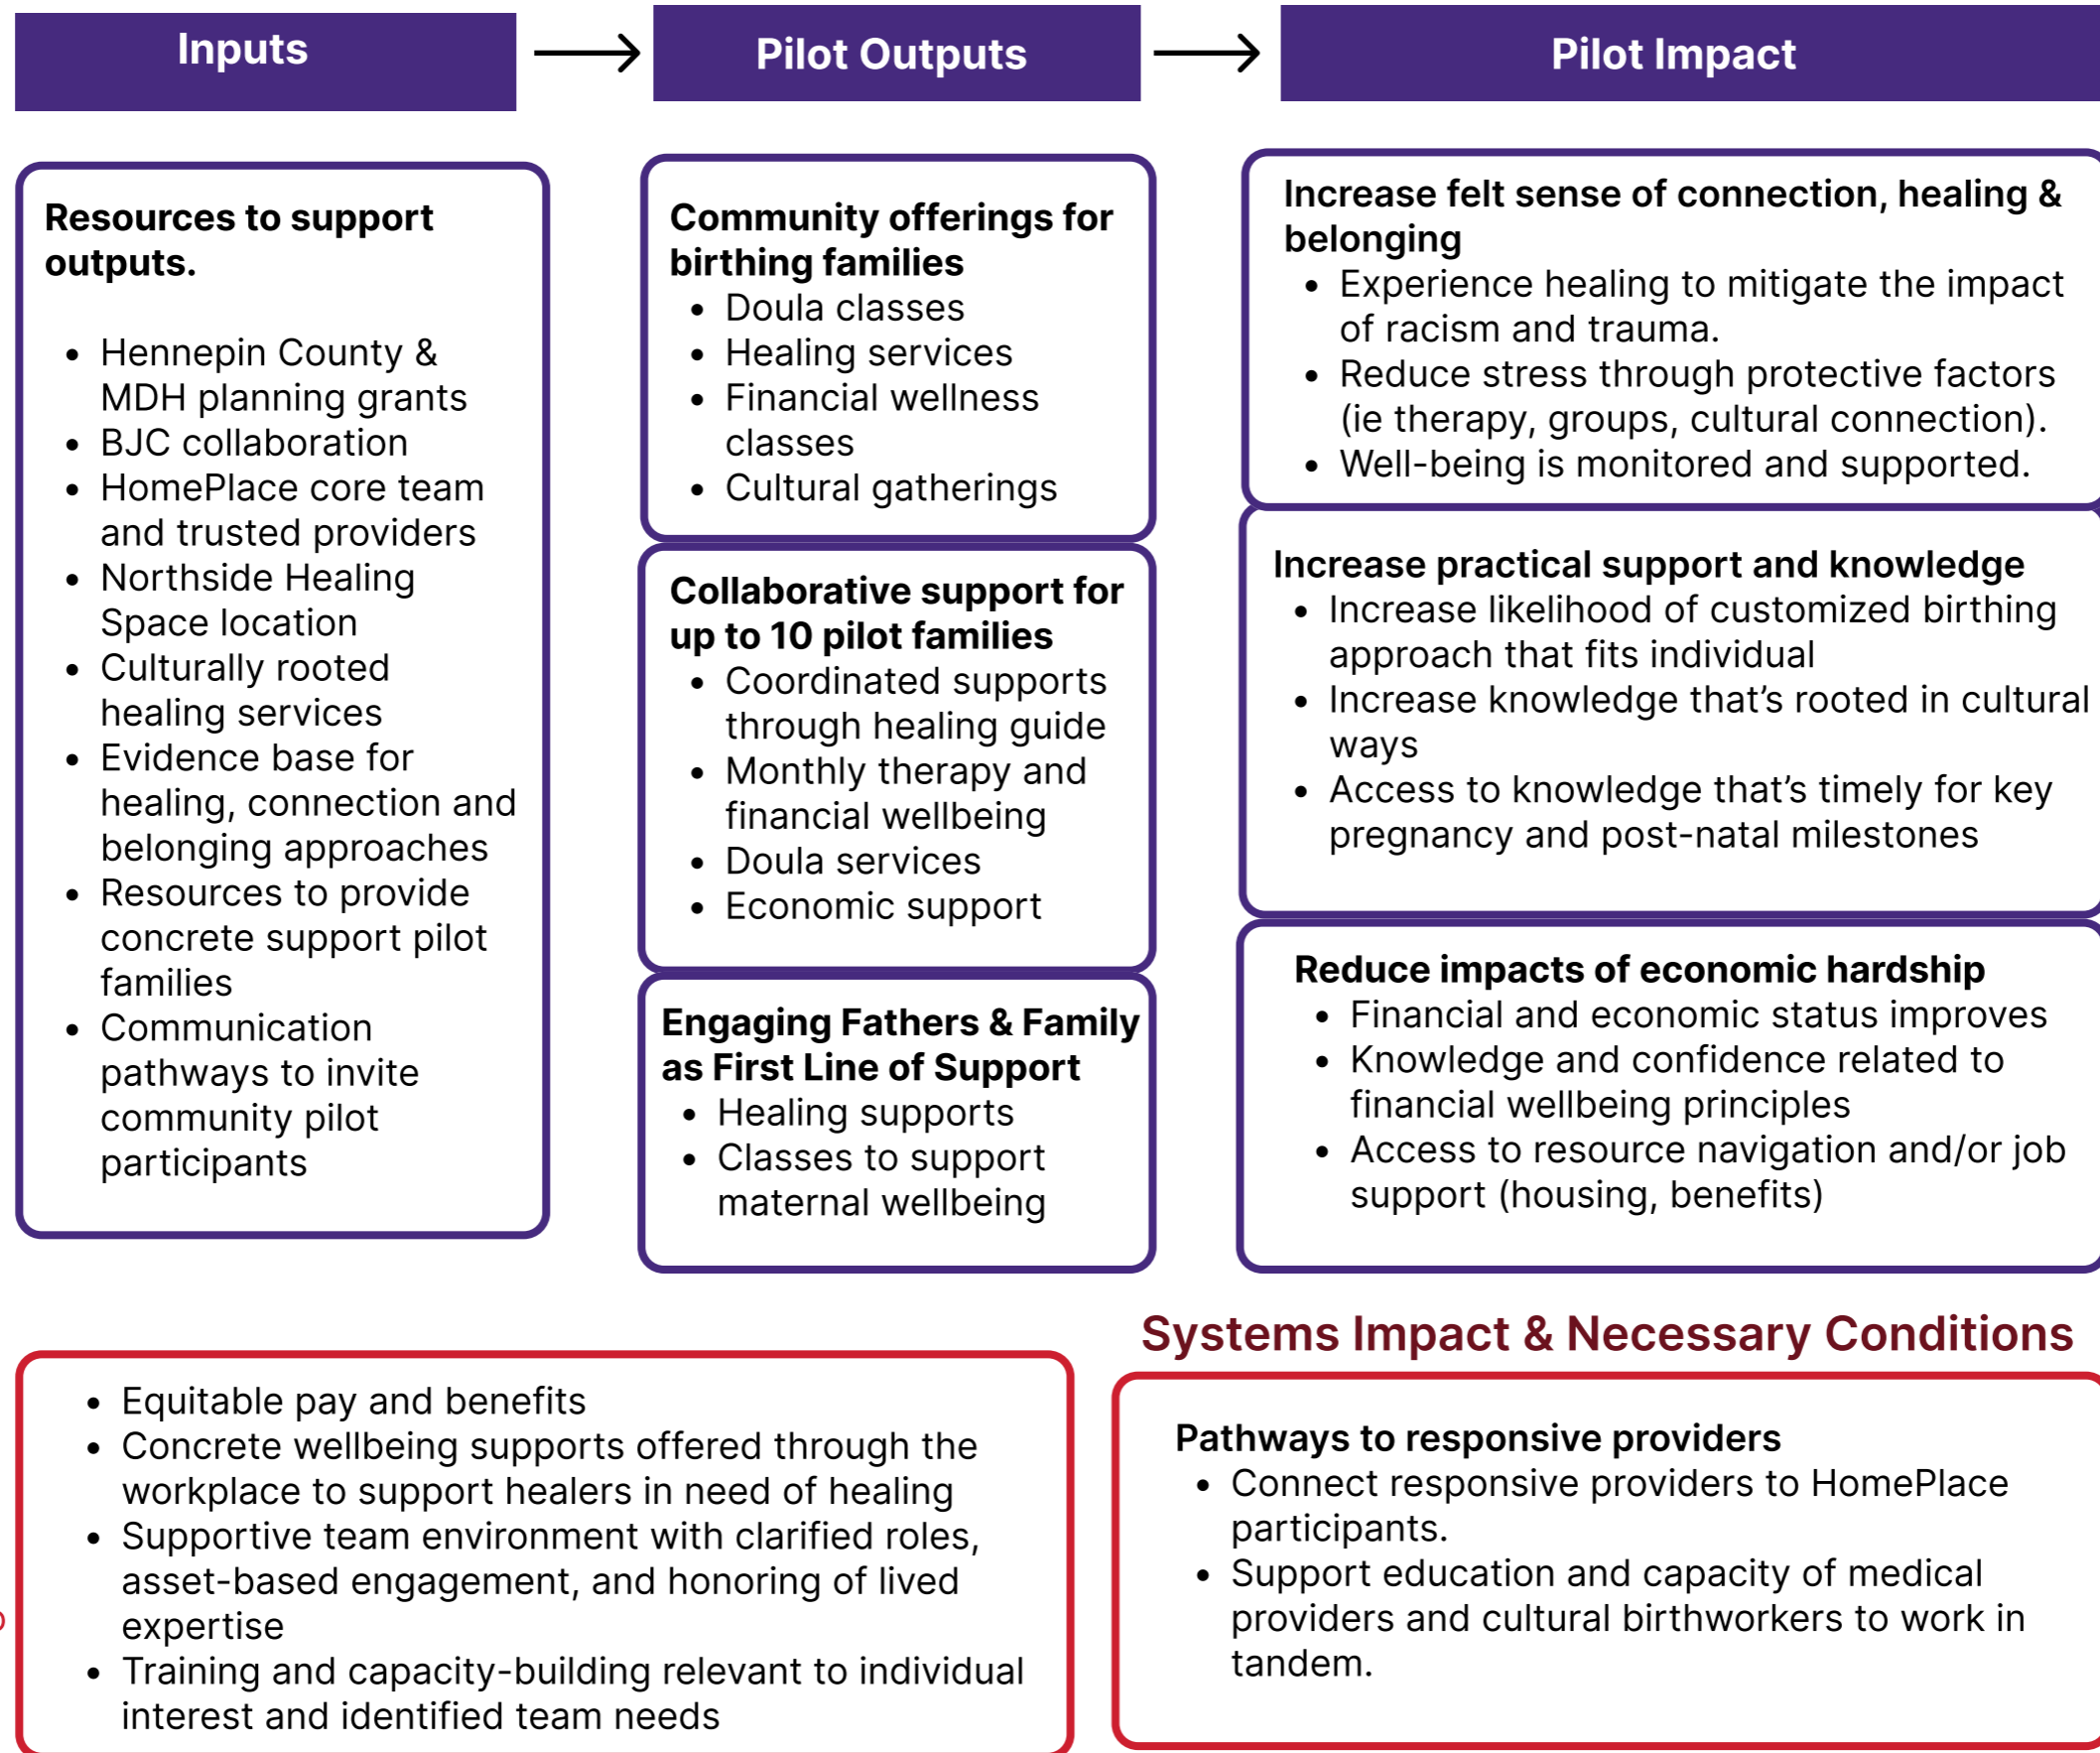 Inputs
Pilot Outputs
Pilot Impact
Resources to support
outputs.
• Hennepin County &
MDH planning grants
• BJC collaboration
• HomePlace core team
and trusted providers
• Northside Healing
Space location
• Culturally rooted
healing services
• Evidence base for
healing, connection and
belonging approaches
• Resources to provide
concrete support pilot
families
• Communication
pathways to invite
community pilot
participants
Community offerings for
birthing families
• Doula classes
• Healing services
• Financial wellness
classes
• Cultural gatherings
Collaborative support for
up to 10 pilot families
• Coordinated supports
through healing guide
• Monthly therapy and
financial wellbeing
• Doula services
• Economic support
Engaging Fathers & Family
as First Line of Support
• Healing supports
• Classes to support
maternal wellbeing
Increase felt sense of connection, healing &
belonging
• Experience healing to mitigate the impact
of racism and trauma.
• Reduce stress through protective factors
(ie therapy, groups, cultural connection).
• Well-being is monitored and supported.
Increase practical support and knowledge
• Increase likelihood of customized birthing
approach that fits individual
• Increase knowledge that’s rooted in cultural
ways
• Access to knowledge that’s timely for key
pregnancy and post-natal milestones
Reduce impacts of economic hardship
• Financial and economic status improves
• Knowledge and confidence related to
financial wellbeing principles
• Access to resource navigation and/or job
support (housing, benefits)
• Equitable pay and benefits
• Concrete wellbeing supports offered through the
workplace to support healers in need of healing
• Supportive team environment with clarified roles,
asset-based engagement, and honoring of lived
expertise
• Training and capacity-building relevant to individual
interest and identified team needs
Systems Impact & Necessary Conditions
Pathways to responsive providers
• Connect responsive providers to HomePlace
participants.
• Support education and capacity of medical
providers and cultural birthworkers to work in
tandem.